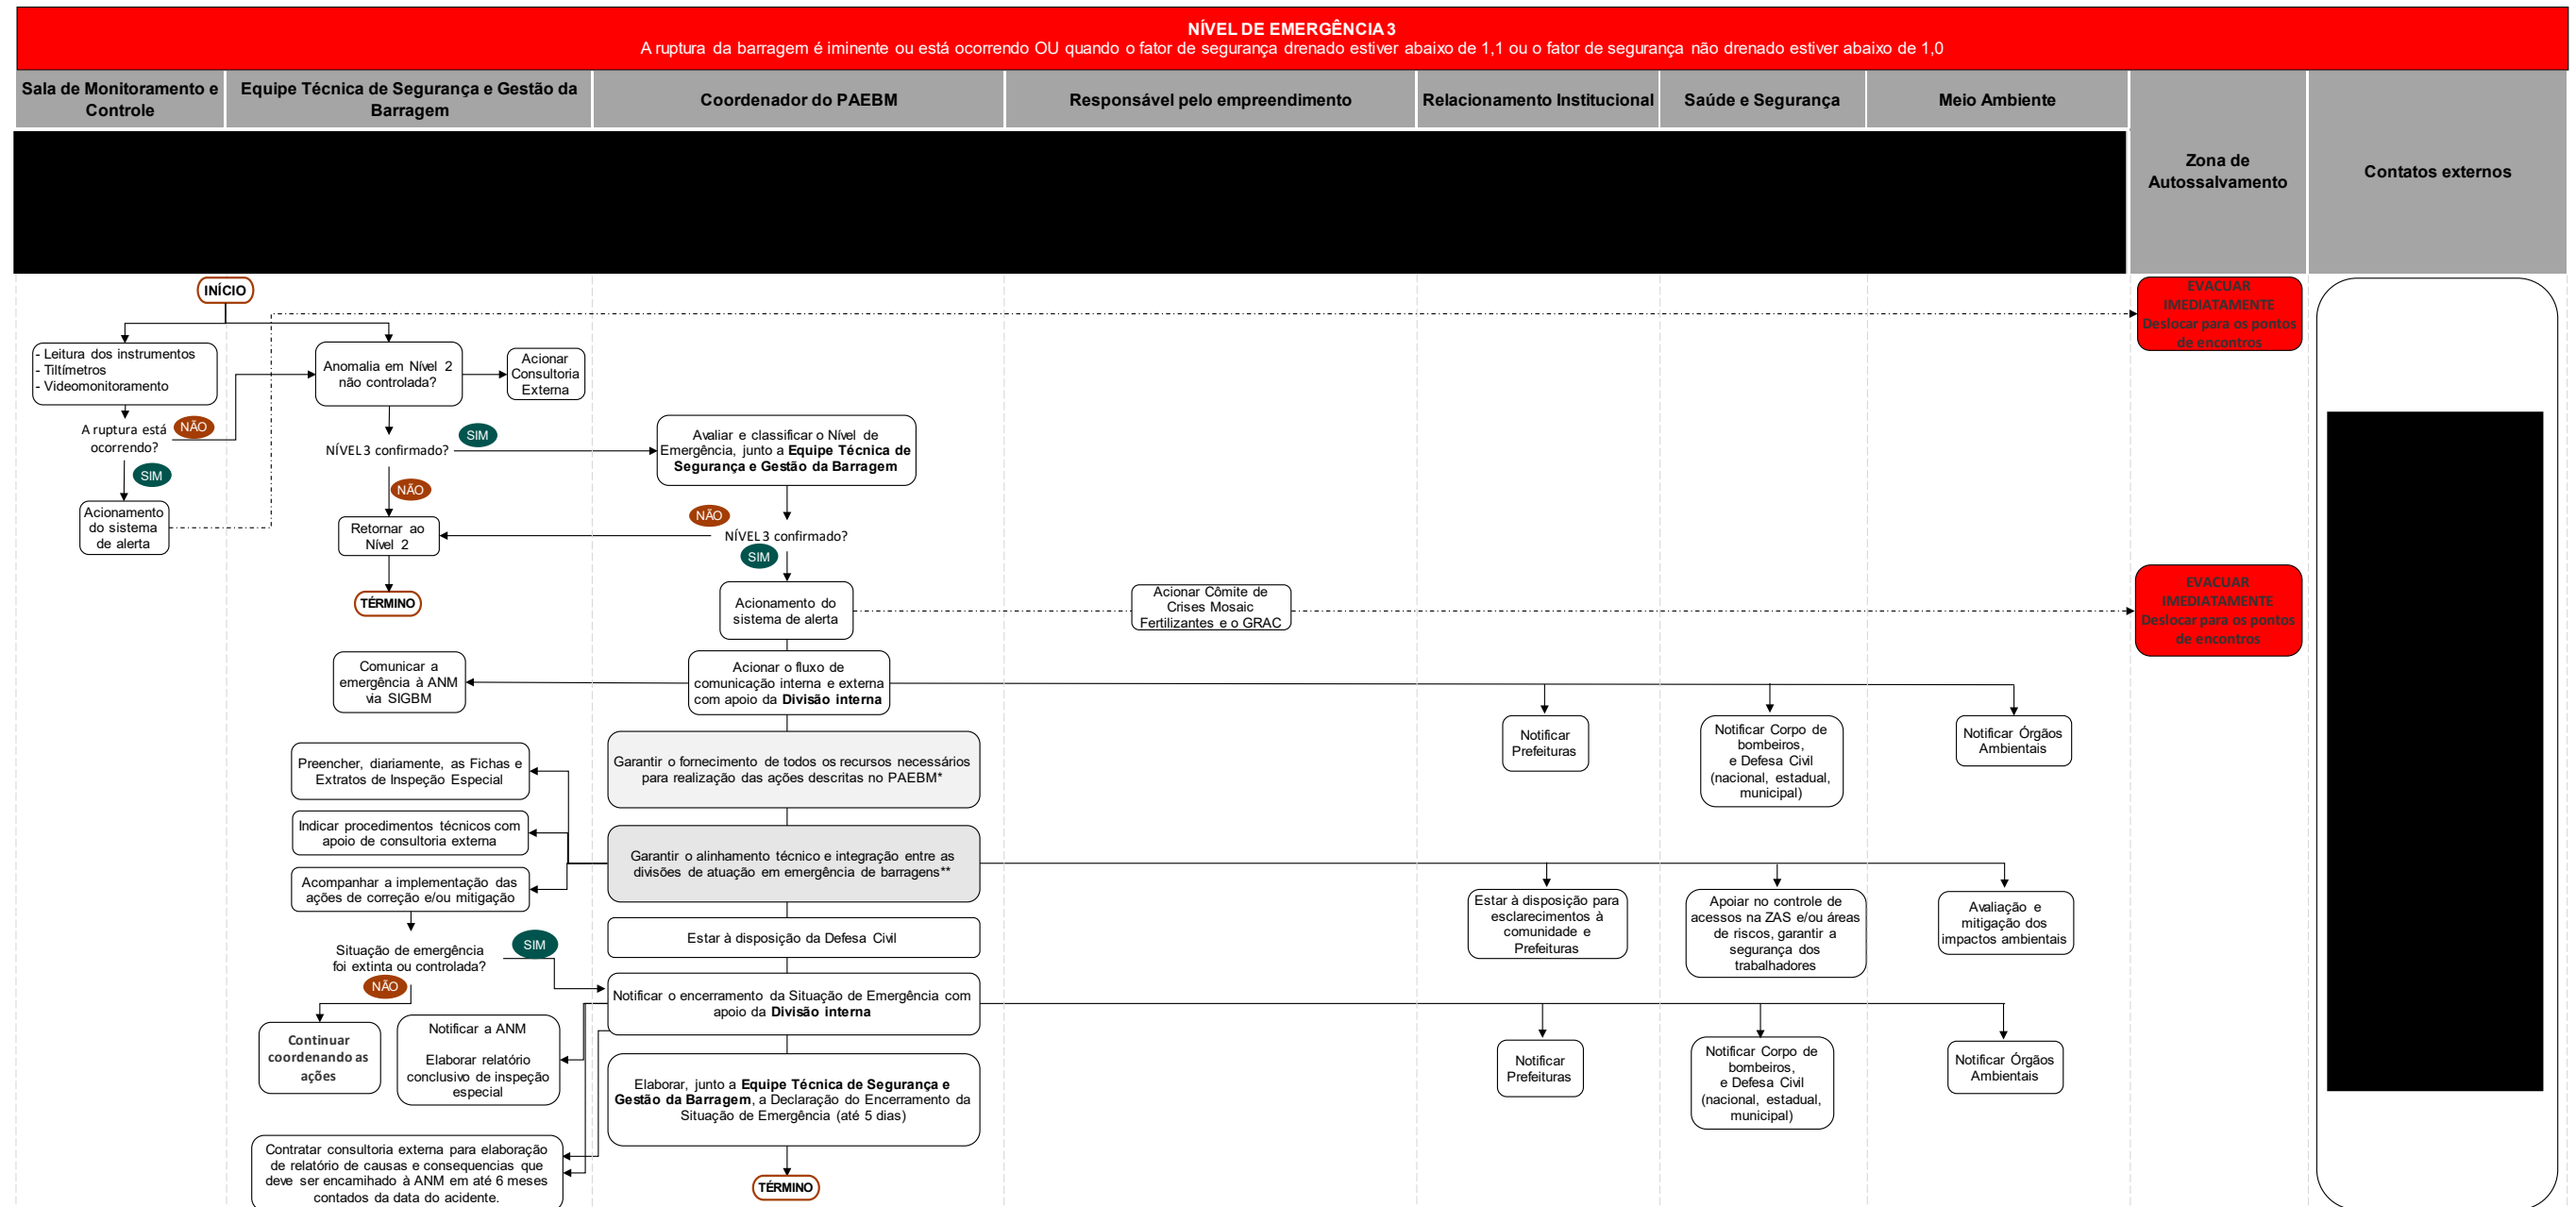 NÍVEL DE EMERGÊNCIA 3
A ruptura da barragem é iminente ou está ocorrendo OU quando o fator de segurança drenado estiver abaixo de 1,1 ou o fator de segurança não drenado estiver abaixo de 1,0
Sala de Monitoramento e
Controle
Equipe Técnica de Segurança e Gestão da
Barragem
Coordenador do PAEBM
Responsável pelo empreendimento
Relacionamento Institucional
Saúde e Segurança
Meio Ambiente
Zona de
Autossalvamento
Contatos externos
INÍCIO
EVACUAR
IMEDIATAMENTE
Deslocar para os pontos
de encontros
- Leitura dos instrumentos
- Tiltímetros
- Videomonitoramento
Anomalia em Nível 2
não controlada?
Acionar
Consultoria
Externa
A ruptura está
ocorrendo?
NÃO
SIM
NÍVEL 3 confirmado?
SIM
Avaliar e classificar o Nível de
Emergência, junto a Equipe Técnica de
Segurança e Gestão da Barragem
NÃO
Acionamento
do sistema
de alerta
Retornar ao
Nível 2
NÃO
NÍVEL 3 confirmado?
SIM
TÉRMINO
Acionamento do
sistema de alerta
Acionar Cômite de
Crises Mosaic
Fertilizantes e o GRAC
EVACUAR
IMEDIATAMENTE
Deslocar para os pontos
de encontros
Comunicar a
emergência à ANM
via SIGBM
Acionar o fluxo de
comunicação interna e externa
com apoio da Divisão interna
Notificar
Prefeituras
Notificar Corpo de
bombeiros,
e Defesa Civil
(nacional, estadual,
municipal)
Notificar Órgãos
Ambientais
Preencher, diariamente, as Fichas e
Extratos de Inspeção Especial
Garantir o fornecimento de todos os recursos necessários
para realização das ações descritas no PAEBM*
Indicar procedimentos técnicos com
apoio de consultoria externa
Garantir o alinhamento técnico e integração entre as
divisões de atuação em emergência de barragens**
Acompanhar a implementação das
ações de correção e/ou mitigação
Estar à disposição para
esclarecimentos à
comunidade e
Prefeituras
Apoiar no controle de
acessos na ZAS e/ou áreas
de riscos, garantir a
segurança dos
trabalhadores
Avaliação e
mitigação dos
impactos ambientais
Estar à disposição da Defesa Civil
Situação de emergência
foi extinta ou controlada?
SIM
NÃO
Notificar o encerramento da Situação de Emergência com
apoio da Divisão interna
Continuar
coordenando as
ações
Notificar a ANM
Elaborar relatório
conclusivo de inspeção
especial
Notificar
Prefeituras
Notificar Corpo de
bombeiros,
e Defesa Civil
(nacional, estadual,
municipal)
Notificar Órgãos
Ambientais
Elaborar, junto a Equipe Técnica de Segurança e
Gestão da Barragem, a Declaração do Encerramento da
Situação de Emergência (até 5 dias)
Contratar consultoria externa para elaboração
de relatório de causas e consequencias que
deve ser encamihado à ANM em até 6 meses
contados da data do acidente.
TÉRMINO